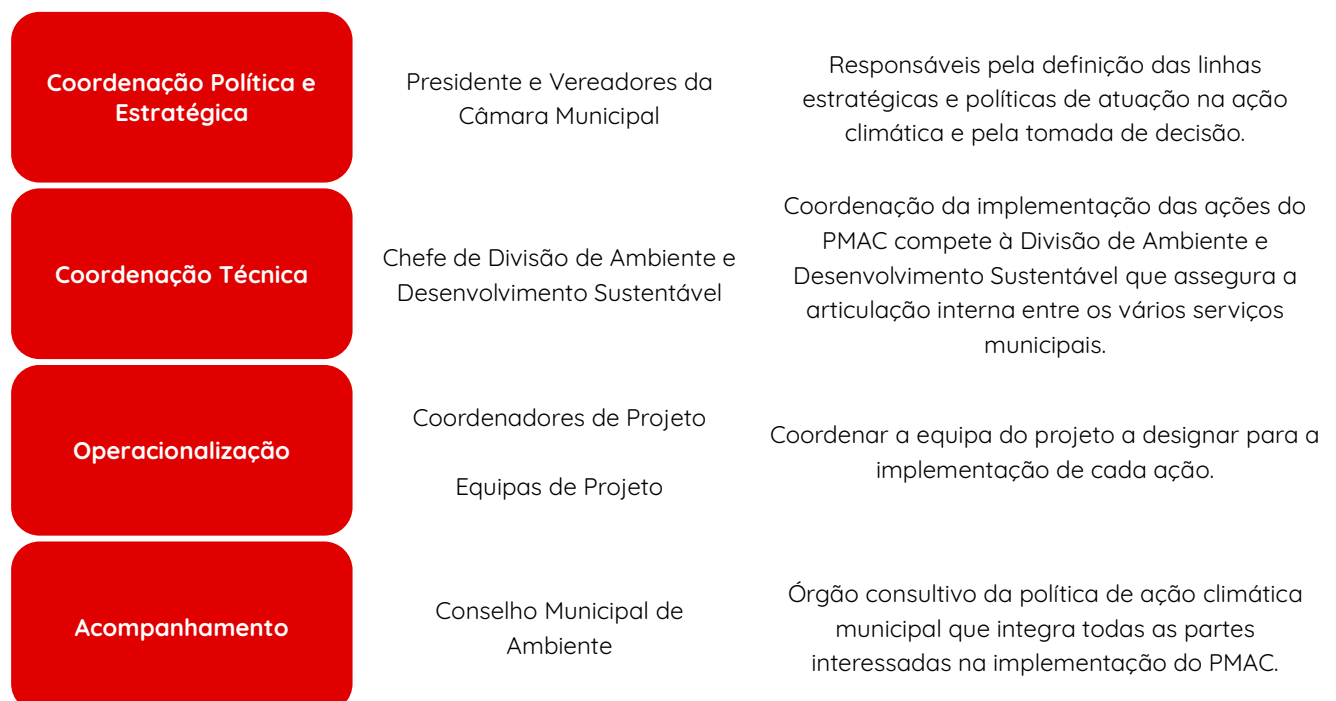 Coordenação Política e
Estratégica
Presidente e Vereadores da
Câmara Municipal
Responsáveis pela definição das linhas
estratégicas e políticas de atuação na ação
climática e pela tomada de decisão.
Coordenação Técnica
Chefe de Divisão de Ambiente e
Desenvolvimento Sustentável
Coordenação da implementação das ações do
PMAC compete à Divisão de Ambiente e
Desenvolvimento Sustentável que assegura a
articulação interna entre os vários serviços
municipais.
Operacionalização
Coordenadores de Projeto
Equipas de Projeto
Coordenar a equipa do projeto a designar para a
implementação de cada ação.
Acompanhamento
Conselho Municipal de
Ambiente
Órgão consultivo da política de ação climática
municipal que integra todas as partes
interessadas na implementação do PMAC.